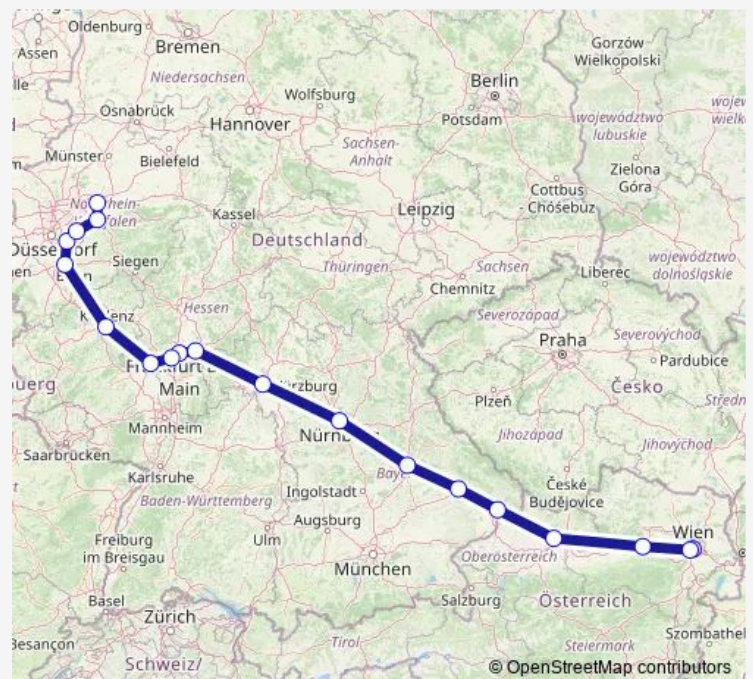 Oldenburg
Assen
Bremen
Gorzów
Wielkopolski
Niedersachsen
Wolfsburg
Berlin
Osnabrück
Hannover
Potsdam
województwo
lubuskie
Münster
Bielefeld
Sachsen-
Anhalt
Zielona
Góra
Cottbus
- Chóśebuz
Kassel
Leipzig
Deutschland
Siegen
Thüringen
Sachsen
województwo
dolnośląskie
Chemnitz
Liberec
Hessen
Severozápad
Severovýchod
Praha
Pardubice
Main
Česko
Plzeň
Mannheim
Jihozápad
Jihovýchod
Saarbrücken
Karlsruhe
České
Budějovice
Ingolstadt
Baden-Württemberg
Augsburg
Wien
Freiburg
im Breisgau
Ulm
Oberösterreich
München
Basel
Salzburg
Österreich
Zürich
Szombathel
Besançon
Tirol
Steiermark
Schweiz/
© OpenStreetMap contributors